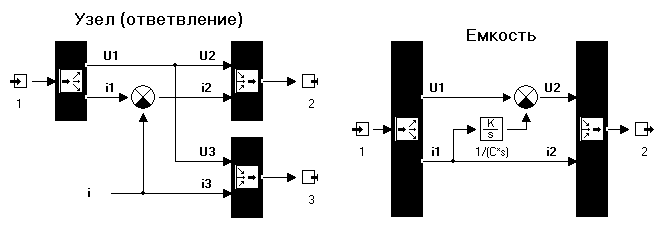 Узел (ответвление)
U1
U2
i1
i2
1
2
U3
i3
i
3
Емкость
U1
U2
K
s
1
i1
1/(C*s)
i2
2